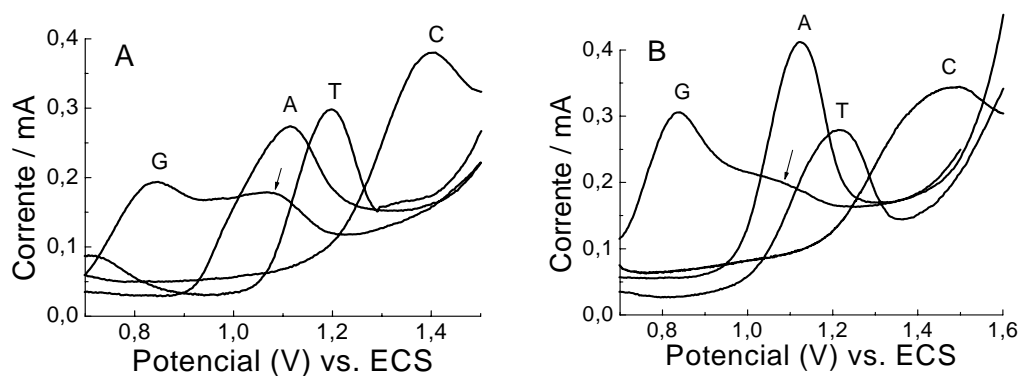 A
0,4
0,3
0,2
0,1
0,0
Corrente / mA
G
A
T
C
0,8
1,0
1,2
1,4
Potencial (V) vs. ECS
B
0,4
0,3
0,2
0,1
0,0
Corrente / mA
G
A
T
C
0,8
1,0
1,2
1,4
1,6
Potencial (V) vs. ECS